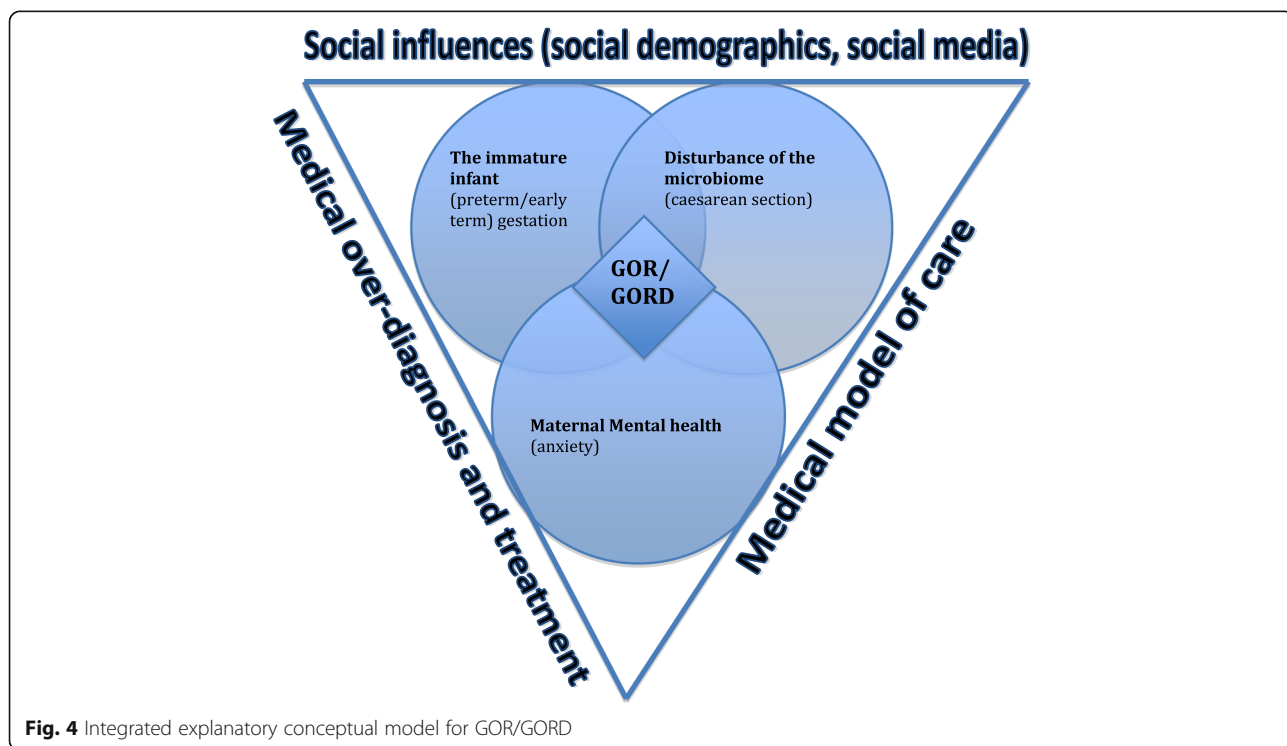 Social influences (social demographics, social media)
Medical over-diagnosis and treatment
Medical model of care
The immature
infant
(preterm/early
term) gestation
Disturbance of the
microbiome
(caesarean section)
GOR/
GORD
Maternal Mental health
(anxiety)
Fig. 4 Integrated explanatory conceptual model for GOR/GORD